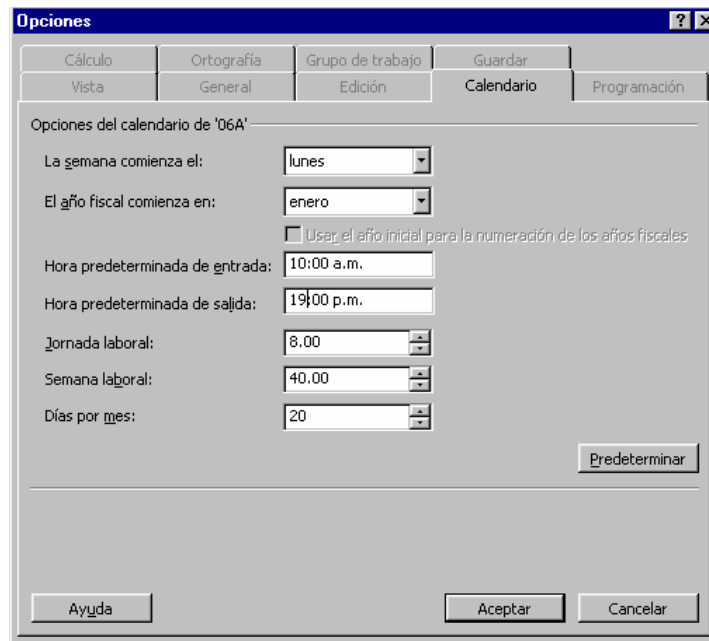 Opciones
Cálculo Ortografía Grupo de trabajo Guardar
Vista General Edición Calendario Programación
Opciones del calendario de '06A'
La semana comienza el: lunes
El año fiscal comienza en: enero
Usar el año inicial para la numeración de los años fiscales
Hora predeterminada de entrada: 10:00 a.m.
Hora predeterminada de salida: 19:00 p.m.
Jornada laboral: 8.00
Semana laboral: 40.00
Días por mes: 20
Predeterminar
Ayuda Aceptar Cancelar